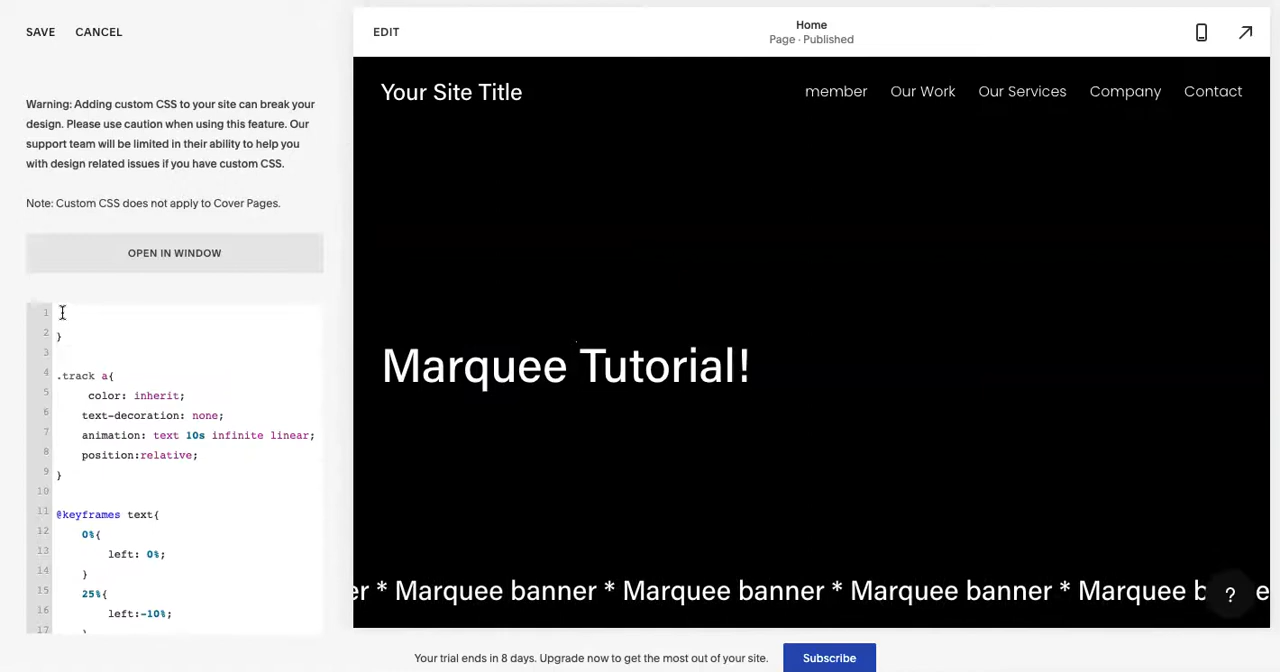 SAVE CANCEL
Warning: Adding custom CSS to your site can break your
design. Please use caution when using this feature. Our
support team will be limited in their ability to help you
with design related issues if you have custom CSS.
Note: Custom CSS does not apply to Cover Pages.
OPEN IN WINDOW
1
2 }
3
4 .track a{
5 color: inherit;
6 text-decoration: none;
7 animation: text 10s infinite linear;
8 position:relative;
9 }
10
11 @keyframes text{
12 0%{
13 left: 0%;
14 }
15 25%{
16 left:-10%;
17 }
EDIT
Home
Page · Published
Your Site Title
member Our Work Our Services Company Contact
Marquee Tutorial!
er * Marquee banner * Marquee banner * Marquee banner * Marquee b e
?
Your trial ends in 8 days. Upgrade now to get the most out of your site. Subscribe